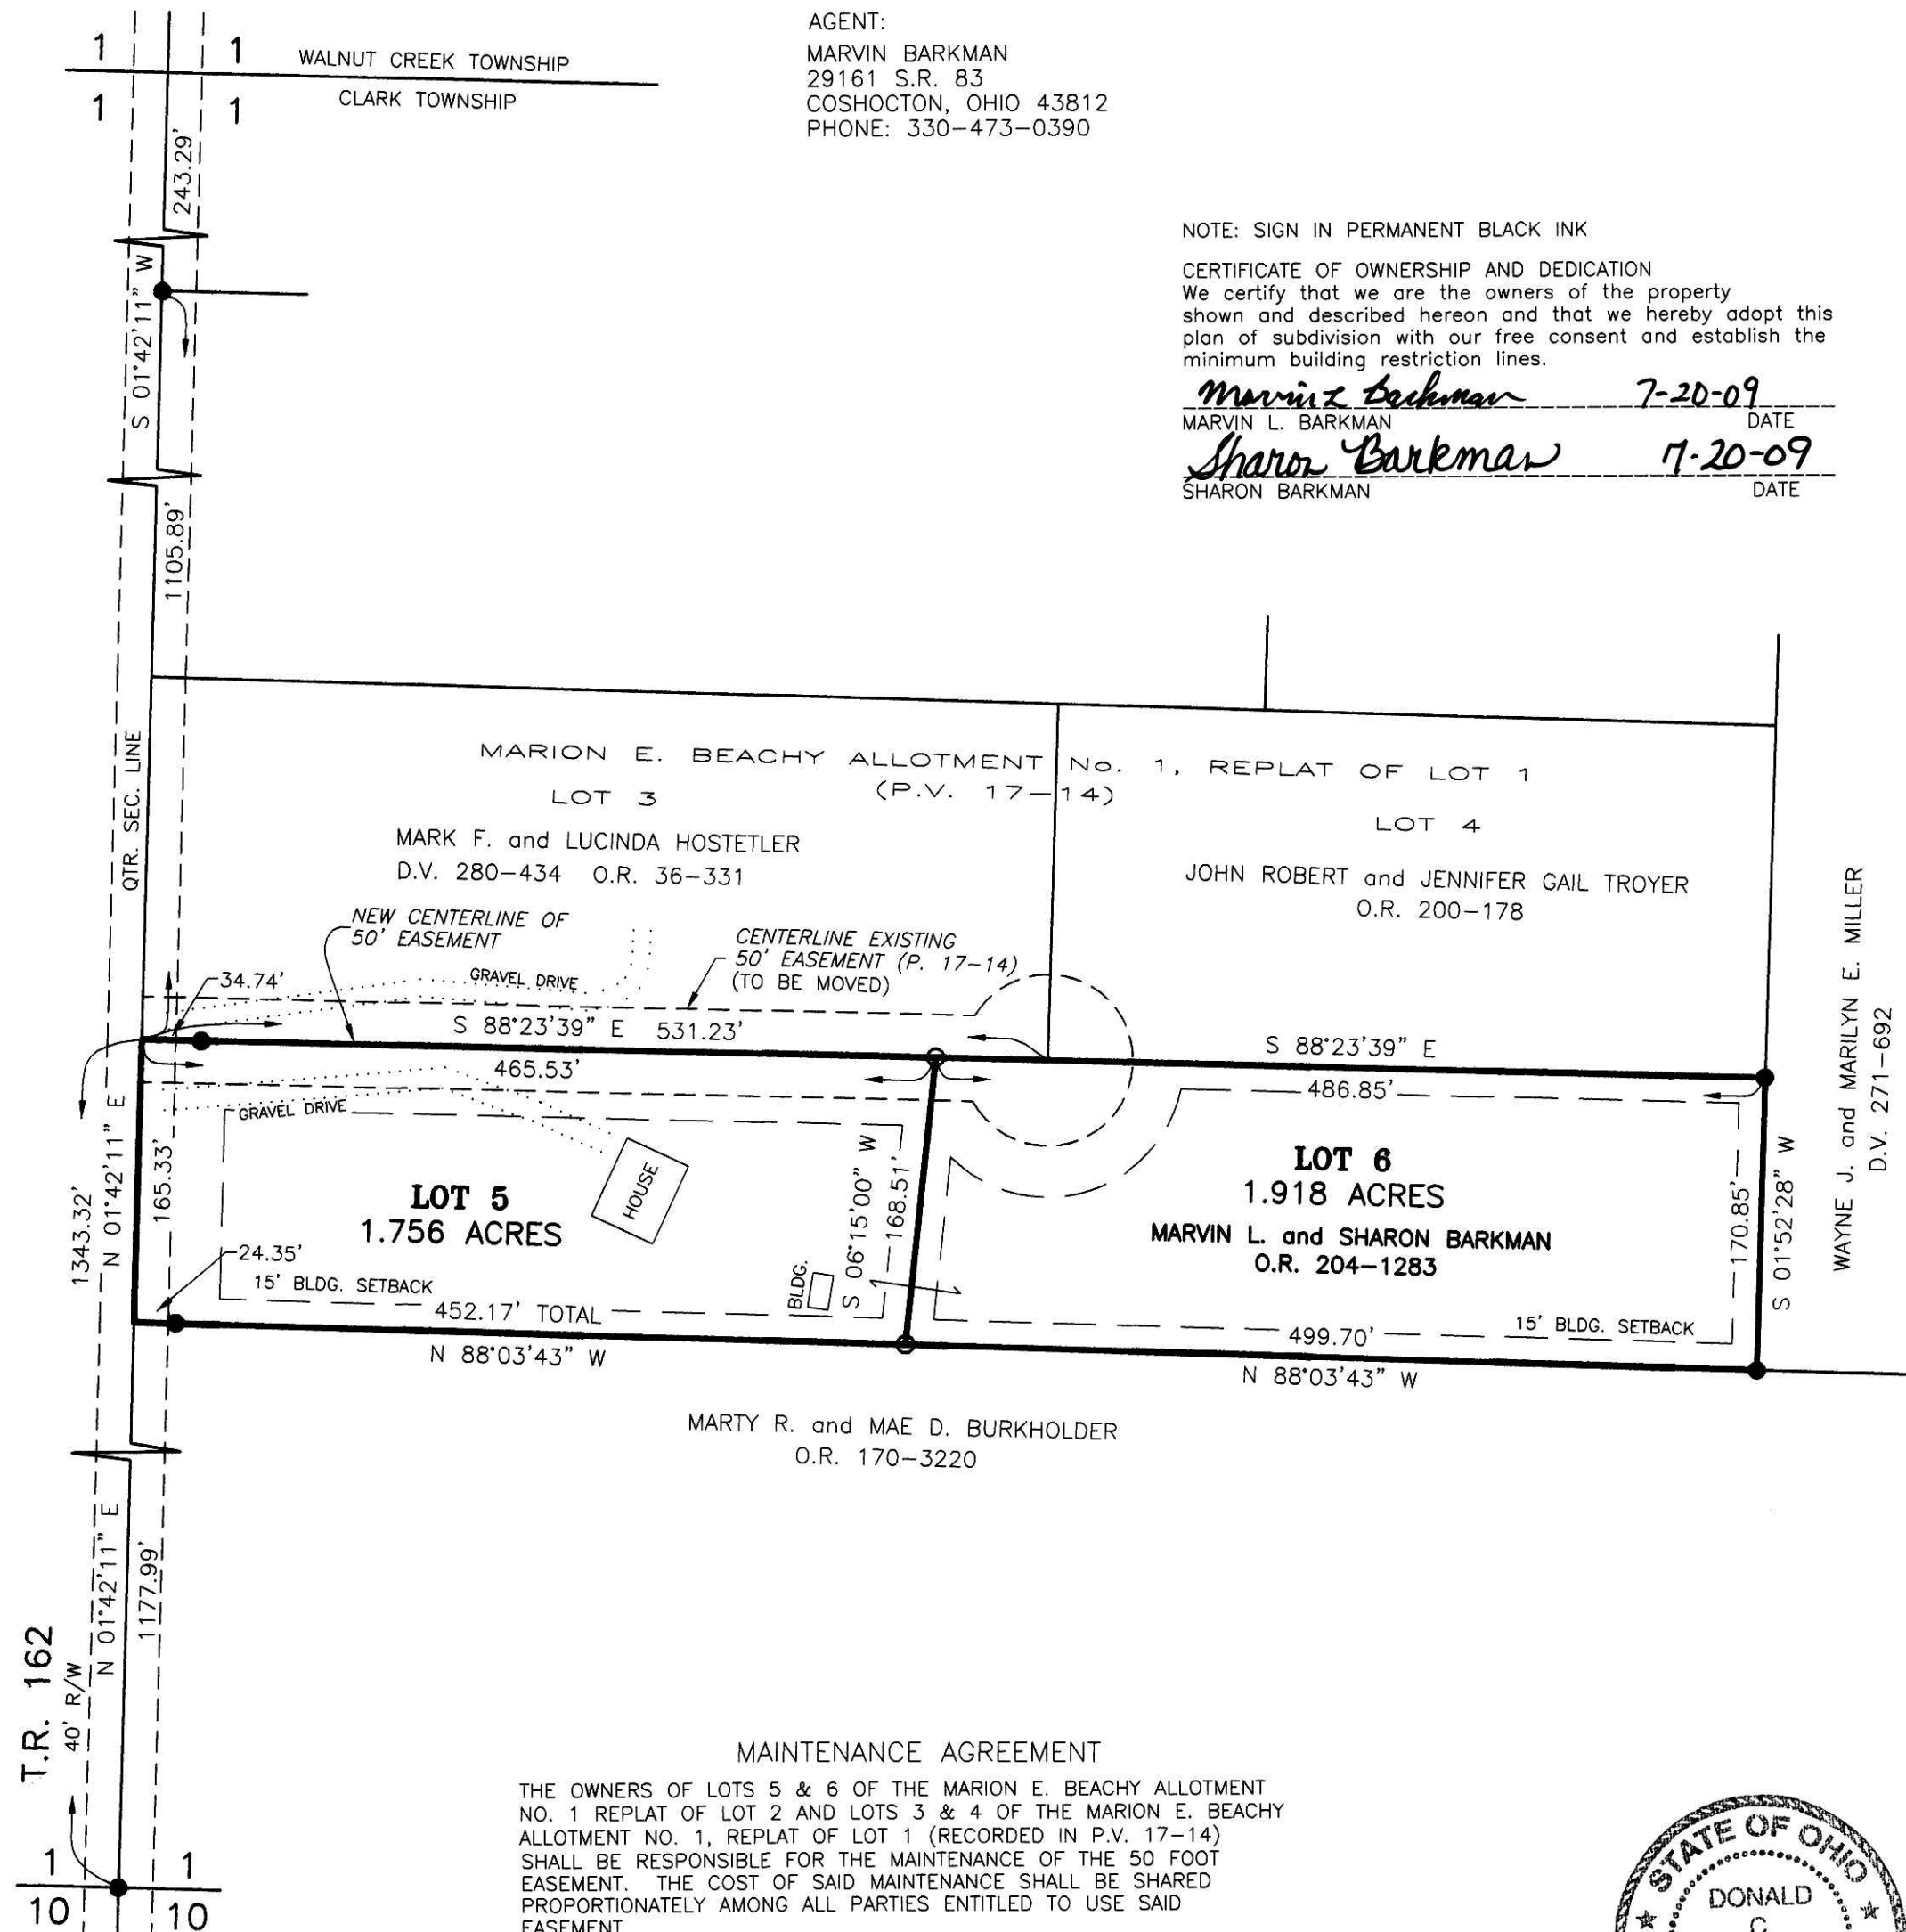 AGENT:
MARVIN BARKMAN
29161 S.R. 83
COSHOCTON, OHIO 43812
PHONE: 330-473-0390
1 1
WALNUT CREEK TOWNSHIP
CLARK TOWNSHIP
1 1
243.29'
S 01°42'11" W
1105.89'
NOTE: SIGN IN PERMANENT BLACK INK
CERTIFICATE OF OWNERSHIP AND DEDICATION
We certify that we are the owners of the property
shown and described hereon and that we hereby adopt this
plan of subdivision with our free consent and establish the
minimum building restriction lines.
Marvin L Barkman 7-20-09
MARVIN L. BARKMAN DATE
Sharon Barkman 7-20-09
SHARON BARKMAN DATE
QTR. SEC. LINE
MARION E. BEACHY ALLOTMENT No. 1, REPLAT OF LOT 1
(P.V. 17-14)
LOT 3
MARK F. and LUCINDA HOSTETLER
D.V. 280-434 O.R. 36-331
LOT 4
JOHN ROBERT and JENNIFER GAIL TROYER
O.R. 200-178
WAYNE J. and MARILYN E. MILLER
D.V. 271-692
NEW CENTERLINE OF
50' EASEMENT
CENTERLINE EXISTING
50' EASEMENT (P. 17-14)
(TO BE MOVED)
GRAVEL DRIVE
34.74'
S 88°23'39" E 531.23'
465.53'
S 88°23'39" E
486.85'
GRAVEL DRIVE
1343.32'
N 01°42'11" E
165.33'
LOT 5
1.756 ACRES
HOUSE
24.35'
15' BLDG. SETBACK
452.17' TOTAL
N 88°03'43" W
BLDG.
S 06°15'00" W
168.51'
LOT 6
1.918 ACRES
MARVIN L. and SHARON BARKMAN
O.R. 204-1283
170.85'
S 01°52'28" W
499.70'
15' BLDG. SETBACK
N 88°03'43" W
MARTY R. and MAE D. BURKHOLDER
O.R. 170-3220
N 01°42'11" E
1177.99'
T.R. 162
40' R/W
1 1
10 10
MAINTENANCE AGREEMENT
THE OWNERS OF LOTS 5 & 6 OF THE MARION E. BEACHY ALLOTMENT
NO. 1 REPLAT OF LOT 2 AND LOTS 3 & 4 OF THE MARION E. BEACHY
ALLOTMENT NO. 1, REPLAT OF LOT 1 (RECORDED IN P.V. 17-14)
SHALL BE RESPONSIBLE FOR THE MAINTENANCE OF THE 50 FOOT
EASEMENT. THE COST OF SAID MAINTENANCE SHALL BE SHARED
PROPORTIONATELY AMONG ALL PARTIES ENTITLED TO USE SAID
EASEMENT
STATE OF OHIO
DONALD
C